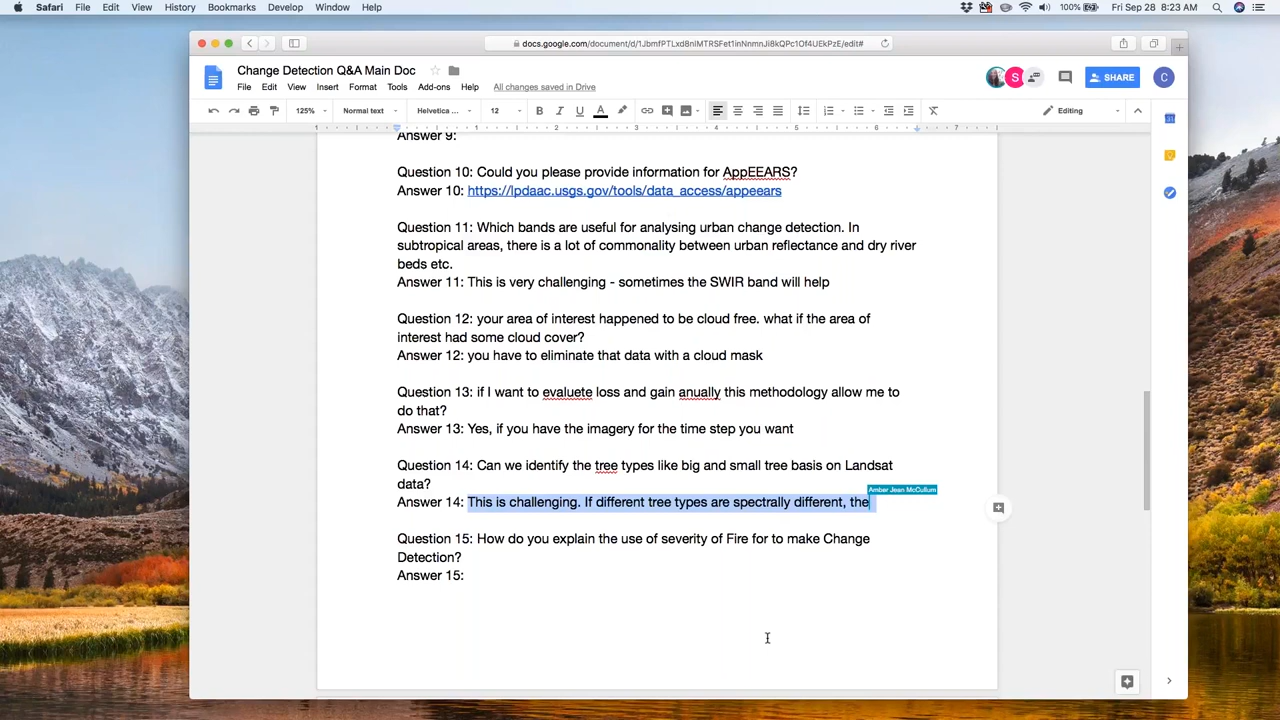 Safari File Edit View History Bookmarks Develop Window Help 100% Fri Sep 28 8:23 AM
docs.google.com/document/d/1JbmfPTLxd8nIMTRSFet1inNnmnJi8kQPc1Of4UEkPzE/edit#
Change Detection Q&A Main Doc
S SHARE C
File Edit View Insert Format Tools Add-ons Help All changes saved in Drive
125% Normal text Helvetica ... 12 B I U A Editing
1 1 2 3 4 5 6 7
Answer 9:
Question 10: Could you please provide information for AppEEARS?
Answer 10: https://lpdaac.usgs.gov/tools/data_access/appeears
Question 11: Which bands are useful for analysing urban change detection. In
subtropical areas, there is a lot of commonality between urban reflectance and dry river
beds etc.
Answer 11: This is very challenging - sometimes the SWIR band will help
Question 12: your area of interest happened to be cloud free. what if the area of
interest had some cloud cover?
Answer 12: you have to eliminate that data with a cloud mask
Question 13: if I want to evaluete loss and gain anually this methodology allow me to
do that?
Answer 13: Yes, if you have the imagery for the time step you want
Question 14: Can we identify the tree types like big and small tree basis on Landsat
data?
Amber Jean McCullum
Answer 14: This is challenging. If different tree types are spectrally different, the
Question 15: How do you explain the use of severity of Fire for to make Change
Detection?
Answer 15: